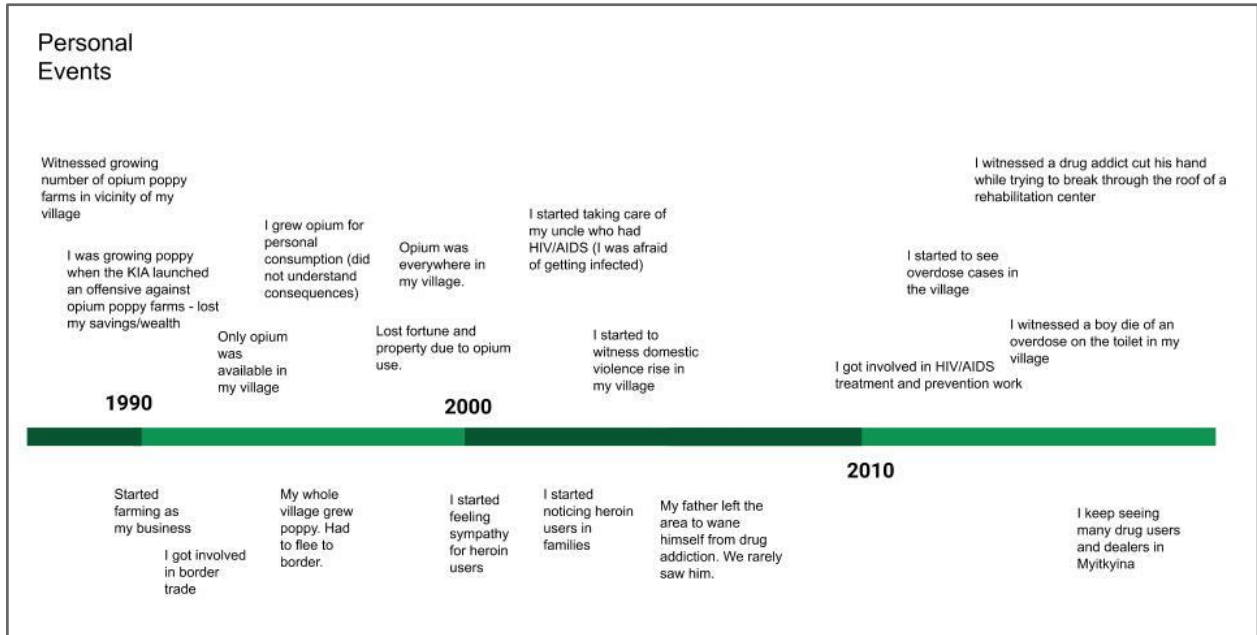 Personal
Events
Witnessed growing
number of opium poppy
farms in vicinity of my
village
I was growing poppy
when the KIA launched
an offensive against
opium poppy farms - lost
my savings/wealth
I grew opium for
personal
consumption (did
not understand
consequences)
Only opium
was
available in
my village
Opium was
everywhere in
my village.
Lost fortune and
property due to opium
use.
I started taking care of
my uncle who had
HIV/AIDS (I was afraid
of getting infected)
I started to
witness domestic
violence rise in
my village
I witnessed a drug addict cut his hand
while trying to break through the roof of a
rehabilitation center
I started to see
overdose cases in
the village
I witnessed a boy die of an
overdose on the toilet in my
village
I got involved in HIV/AIDS
treatment and prevention work
1990
2000
2010
Started
farming as
my business
I got involved
in border
trade
My whole
village grew
poppy. Had
to flee to
border.
I started
feeling
sympathy
for heroin
users
I started
noticing heroin
users in
families
My father left the
area to wane
himself from drug
addiction. We rarely
saw him.
I keep seeing
many drug users
and dealers in
Myitkyina